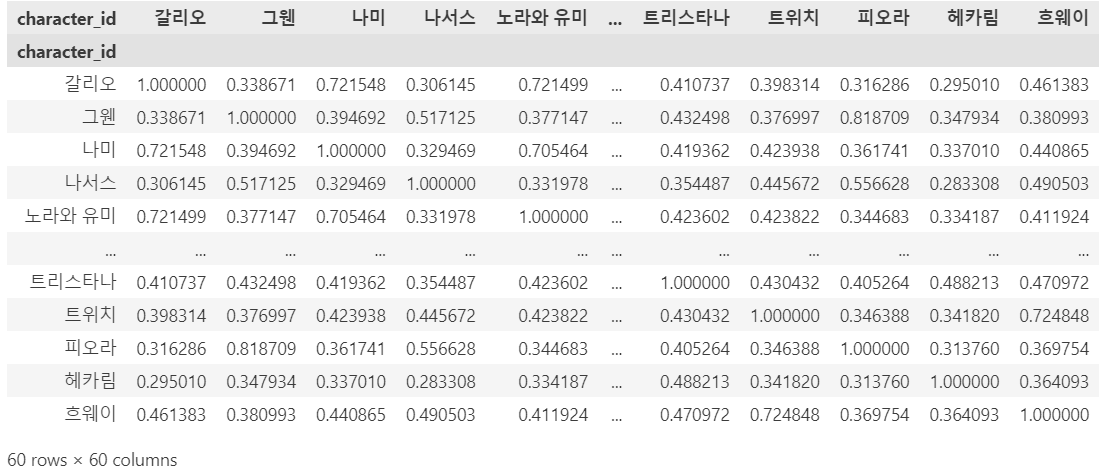 character_id 갈리오 그웬 나미 나서스 노라와 유미 ... 트리스타나 트위치 피오라 헤카림 흐웨이
character_id
갈리오 1.000000 0.338671 0.721548 0.306145 0.721499 ... 0.410737 0.398314 0.316286 0.295010 0.461383
그웬 0.338671 1.000000 0.394692 0.517125 0.377147 ... 0.432498 0.376997 0.818709 0.347934 0.380993
나미 0.721548 0.394692 1.000000 0.329469 0.705464 ... 0.419362 0.423938 0.361741 0.337010 0.440865
나서스 0.306145 0.517125 0.329469 1.000000 0.331978 ... 0.354487 0.445672 0.556628 0.283308 0.490503
노라와 유미 0.721499 0.377147 0.705464 0.331978 1.000000 ... 0.423602 0.423822 0.344683 0.334187 0.411924
... ... ... ... ... ... ... ... ... ... ... ...
트리스타나 0.410737 0.432498 0.419362 0.354487 0.423602 ... 1.000000 0.430432 0.405264 0.488213 0.470972
트위치 0.398314 0.376997 0.423938 0.445672 0.423822 ... 0.430432 1.000000 0.346388 0.341820 0.724848
피오라 0.316286 0.818709 0.361741 0.556628 0.344683 ... 0.405264 0.346388 1.000000 0.313760 0.369754
헤카림 0.295010 0.347934 0.337010 0.283308 0.334187 ... 0.488213 0.341820 0.313760 1.000000 0.364093
흐웨이 0.461383 0.380993 0.440865 0.490503 0.411924 ... 0.470972 0.724848 0.369754 0.364093 1.000000
60 rows × 60 columns